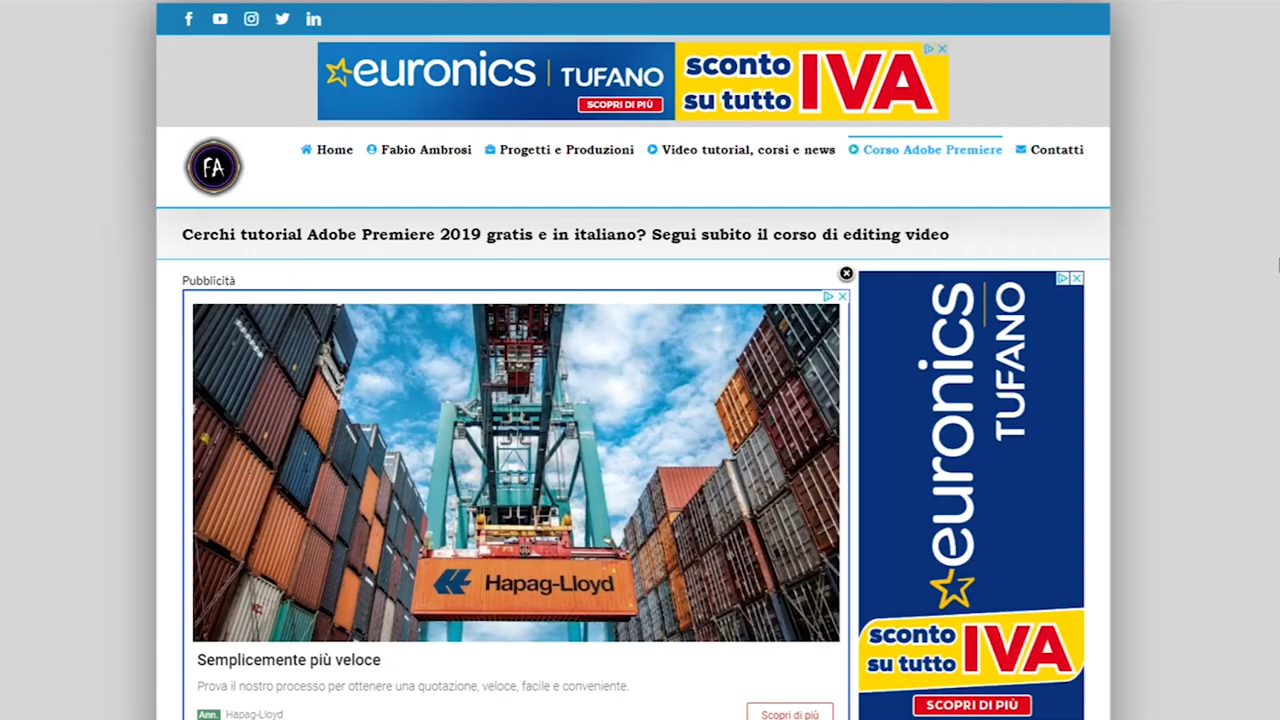 euronics | TUFANO
SCOPRI DI PIÙ
sconto
su tutto
IVA
FA
Home
Fabio Ambrosi
Progetti e Produzioni
Video tutorial, corsi e news
Corso Adobe Premiere
Contatti
Cerchi tutorial Adobe Premiere 2019 gratis e in italiano? Segui subito il corso di editing video
Pubblicità
Hapag-Lloyd
Semplicemente più veloce
Prova il nostro processo per ottenere una quotazione, veloce, facile e conveniente.
Ann. Hapag-Lloyd
Scopri di più
euronics
TUFANO
sconto
su tutto
IVA
SCOPRI DI PIÙ